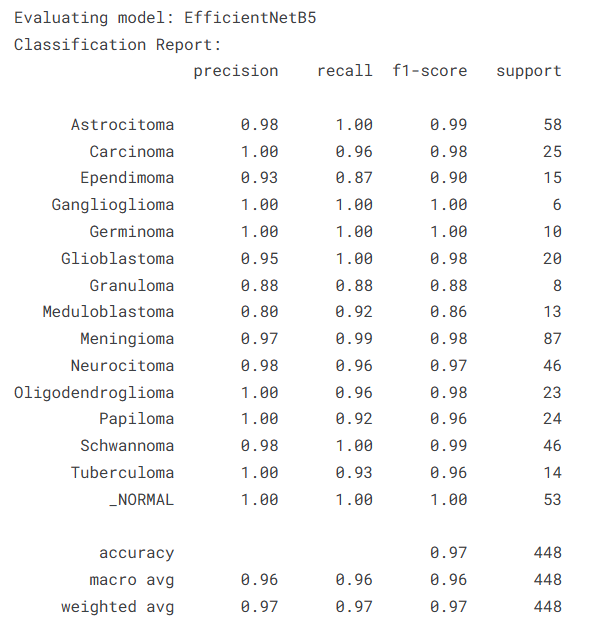 Evaluating model: EfficientNetB5
Classification Report:
precision recall f1-score support
Astrocitoma 0.98 1.00 0.99 58
Carcinoma 1.00 0.96 0.98 25
Ependimoma 0.93 0.87 0.90 15
Ganglioglioma 1.00 1.00 1.00 6
Germinoma 1.00 1.00 1.00 10
Glioblastoma 0.95 1.00 0.98 20
Granuloma 0.88 0.88 0.88 8
Meduloblastoma 0.80 0.92 0.86 13
Meningioma 0.97 0.99 0.98 87
Neurocitoma 0.98 0.96 0.97 46
Oligodendroglioma 1.00 0.96 0.98 23
Papiloma 1.00 0.92 0.96 24
Schwannoma 0.98 1.00 0.99 46
Tuberculoma 1.00 0.93 0.96 14
_NORMAL 1.00 1.00 1.00 53
accuracy 0.97 448
macro avg 0.96 0.96 0.96 448
weighted avg 0.97 0.97 0.97 448